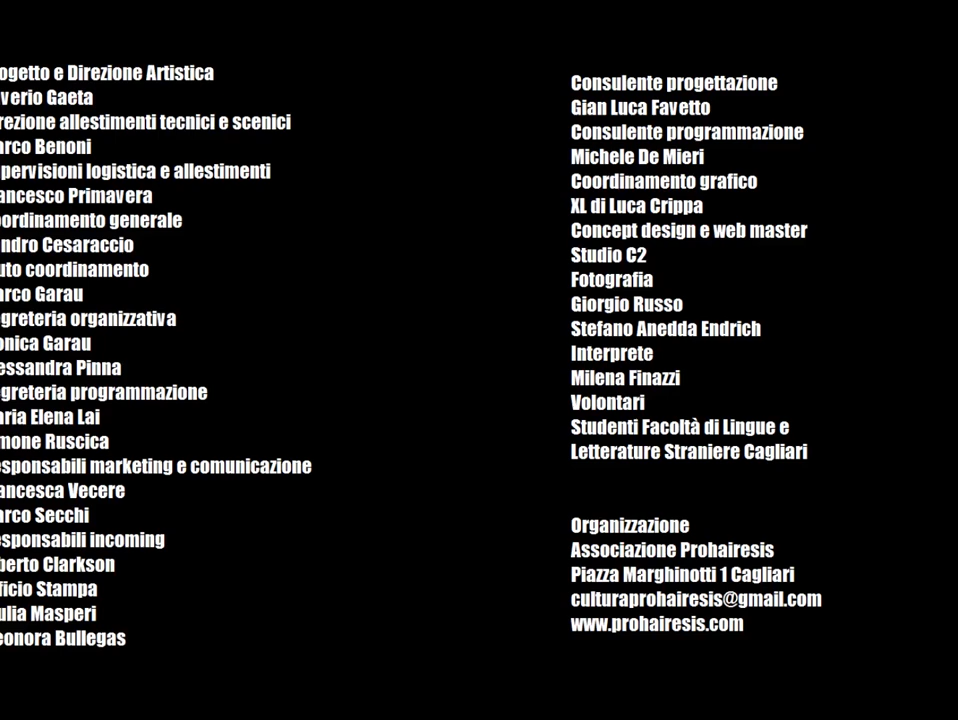 ogetto e Direzione Artistica
verio Gaeta
rezione allestimenti tecnici e scenici
arco Benoni
pervisioni logistica e allestimenti
ancesco Primavera
oordinamento generale
ndro Cesaraccio
uto coordinamento
arco Garau
egreteria organizzativa
onica Garau
essandra Pinna
egreteria programmazione
aria Elena Lai
mone Ruscica
esponsabili marketing e comunicazione
ancesca Vecere
arco Secchi
esponsabili incoming
berto Clarkson
ficio Stampa
ulia Masperi
eonora Bullegas
Consulente progettazione
Gian Luca Favetto
Consulente programmazione
Michele De Mieri
Coordinamento grafico
XL di Luca Crippa
Concept design e web master
Studio C2
Fotografia
Giorgio Russo
Stefano Anedda Endrich
Interprete
Milena Finazzi
Volontari
Studenti Facoltà di Lingue e
Letterature Straniere Cagliari
Organizzazione
Associazione Prohairesis
Piazza Marghinotti 1 Cagliari
culturaprohairesis@gmail.com
www.prohairesis.com